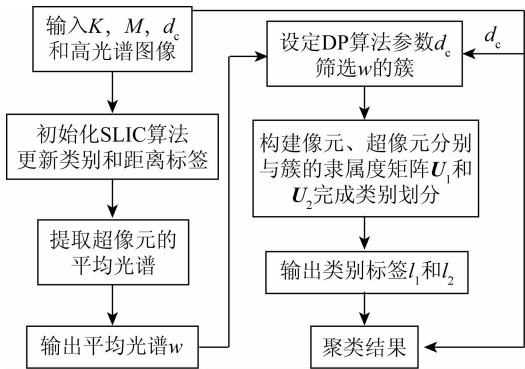 输入K，M，dc
和高光谱图像
初始化SLIC算法
更新类别和距离标签
提取超像元的
平均光谱
输出平均光谱w
设定DP算法参数dc
筛选w的簇
dc
构建像元、超像元分别
与簇的隶属度矩阵U1和
U2完成类别划分
输出类别标签l1和l2
聚类结果